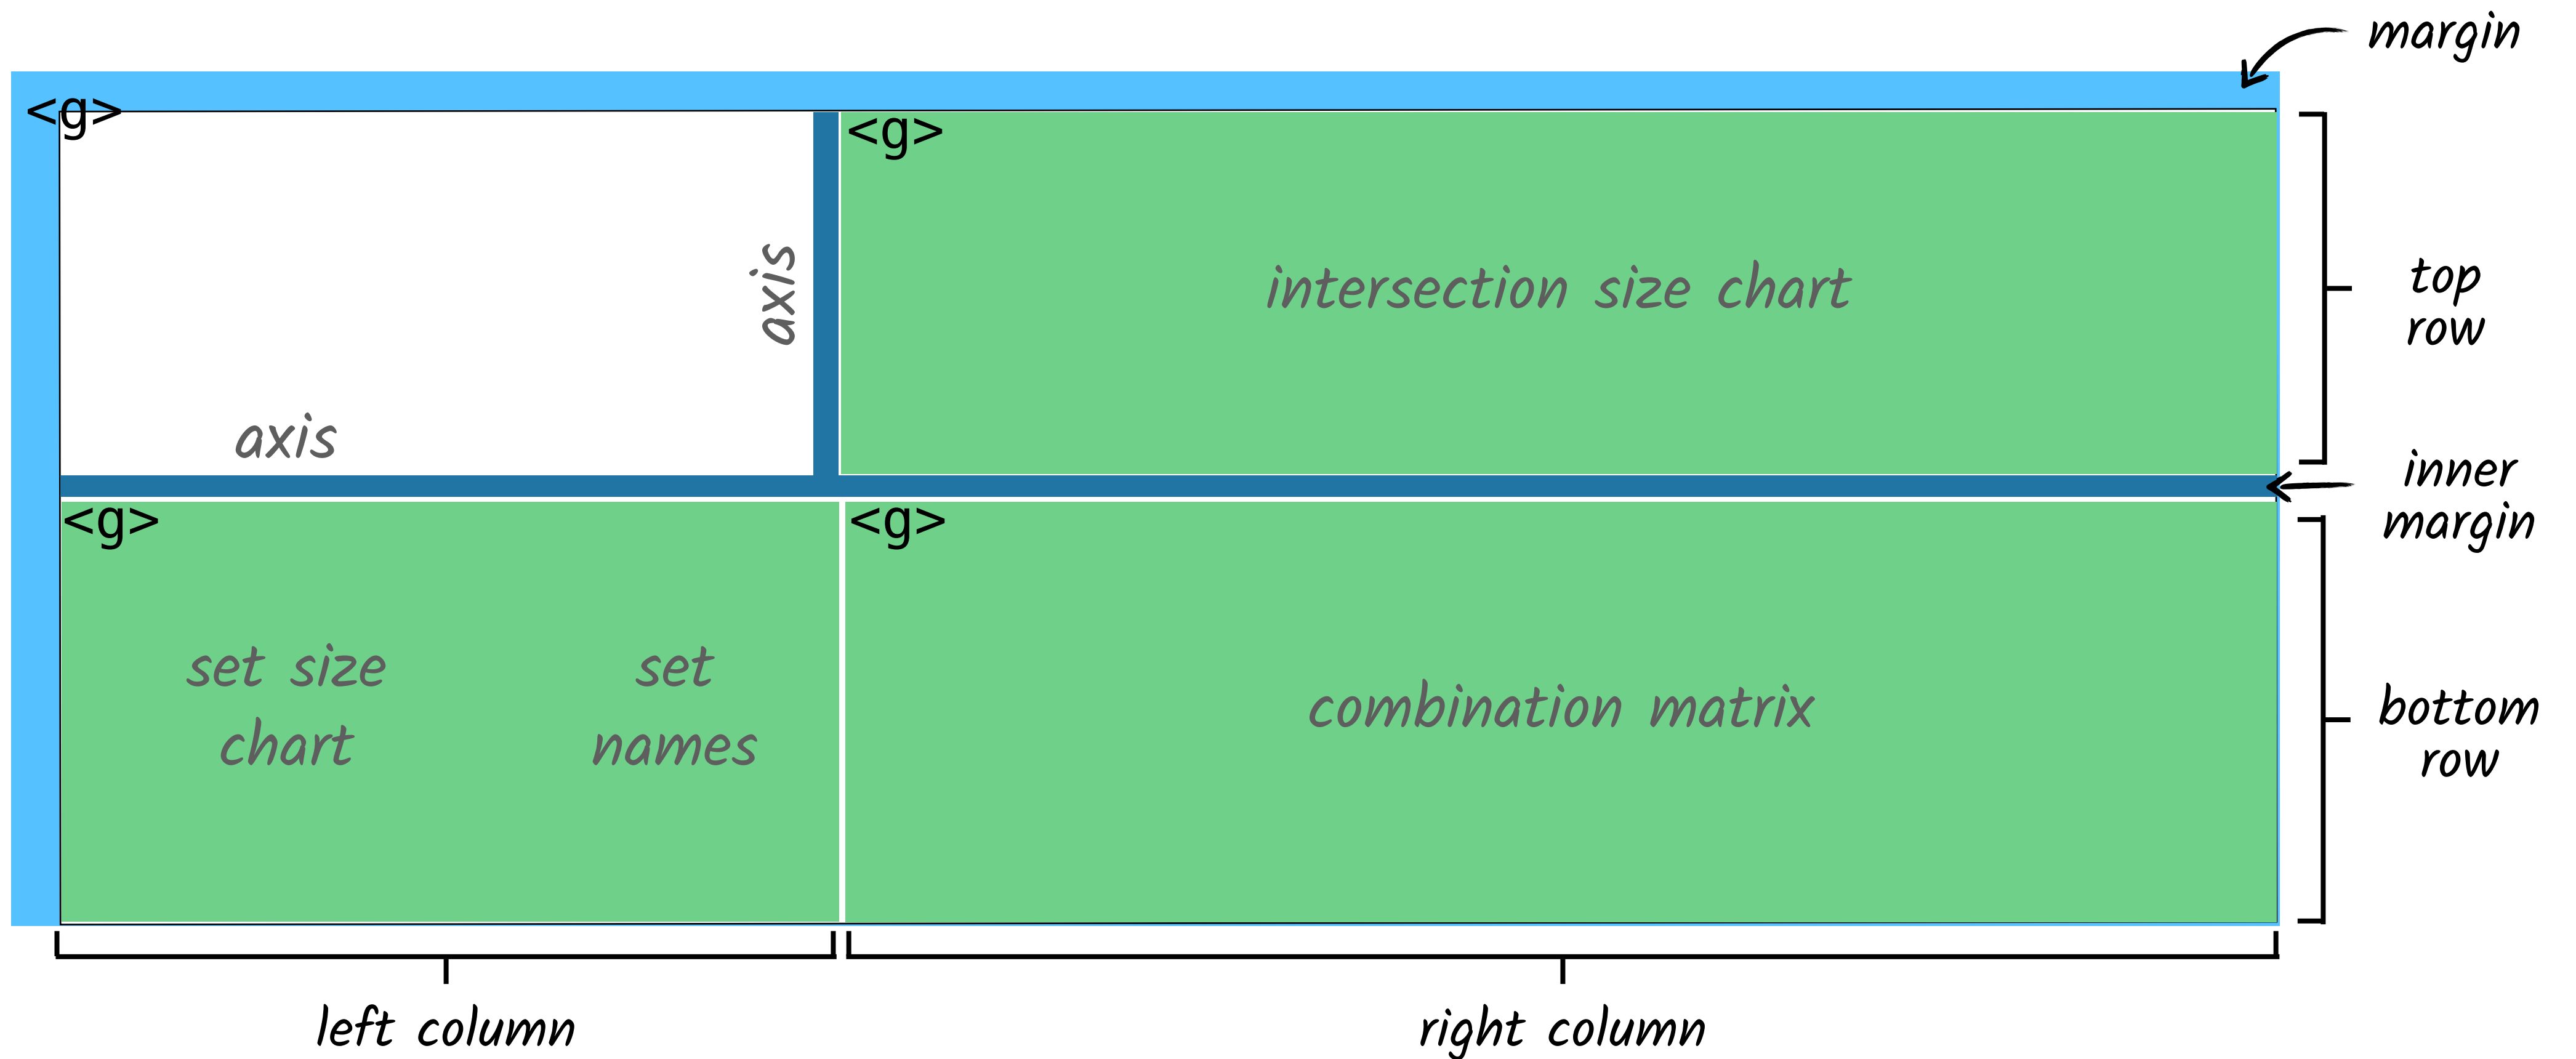 margin
<g>
<g>
axis
intersection size chart
top
row
axis
inner
margin
<g>
<g>
set size
chart
set
names
combination matrix
bottom
row
left column
right column